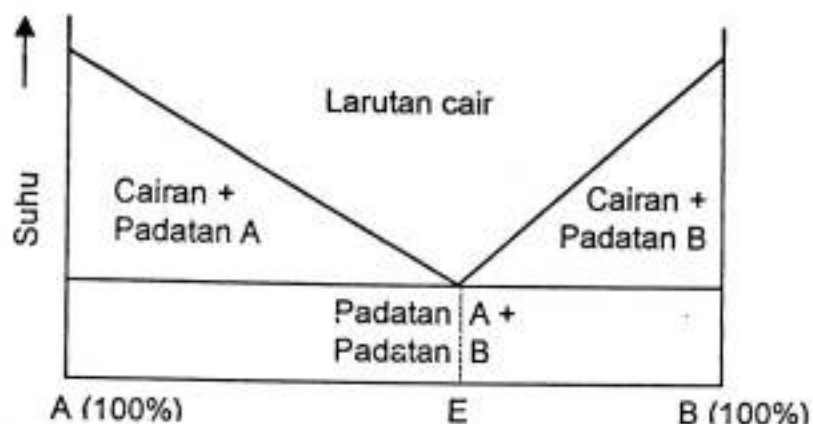 Larutan cair
Suhu
Cairan +
Padatan A
Cairan +
Padatan B
Padatan A +
Padatan B
A (100%)
E
B (100%)